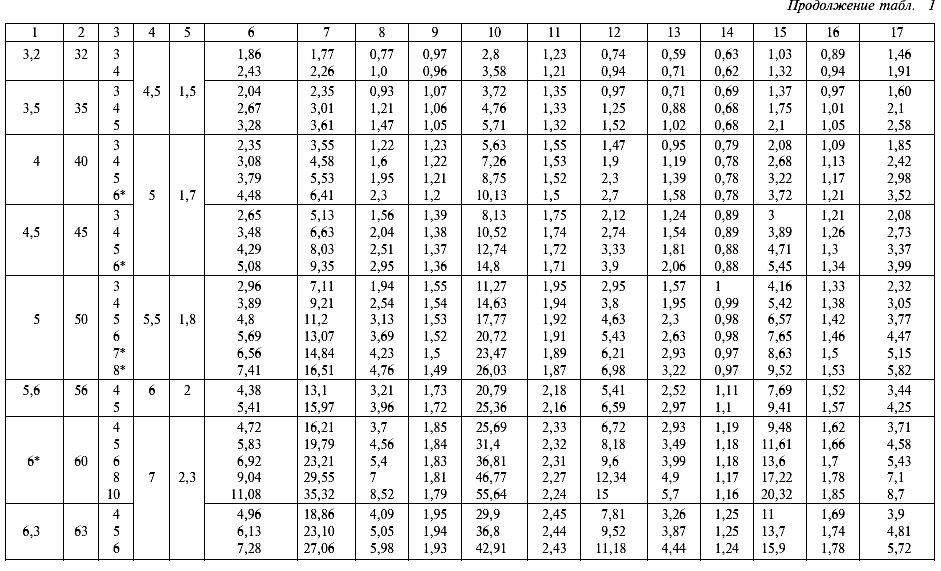 Продолжение табл. 1
1 2 3 4 5 6 7 8 9 10 11 12 13 14 15 16 17
3,2 32 3 1,86 1,77 0,77 0,97 2,8 1,23 0,74 0,59 0,63 1,03 0,89 1,46
4 2,43 2,26 1,0 0,96 3,58 1,21 0,94 0,71 0,62 1,32 0,94 1,91
3 4,5 1,5 2,04 2,35 0,93 1,07 3,72 1,35 0,97 0,71 0,69 1,37 0,97 1,60
3,5 35 4 2,67 3,01 1,21 1,06 4,76 1,33 1,25 0,88 0,68 1,75 1,01 2,1
5 3,28 3,61 1,47 1,05 5,71 1,32 1,52 1,02 0,68 2,1 1,05 2,58
3 2,35 3,55 1,22 1,23 5,63 1,55 1,47 0,95 0,79 2,08 1,09 1,85
4 40 4 3,08 4,58 1,6 1,22 7,26 1,53 1,9 1,19 0,78 2,68 1,13 2,42
5 3,79 5,53 1,95 1,21 8,75 1,52 2,3 1,39 0,78 3,22 1,17 2,98
6* 5 1,7 4,48 6,41 2,3 1,2 10,13 1,5 2,7 1,58 0,78 3,72 1,21 3,52
3 2,65 5,13 1,56 1,39 8,13 1,75 2,12 1,24 0,89 3 1,21 2,08
4,5 45 4 3,48 6,63 2,04 1,38 10,52 1,74 2,74 1,54 0,89 3,89 1,26 2,73
5 4,29 8,03 2,51 1,37 12,74 1,72 3,33 1,81 0,88 4,71 1,3 3,37
6* 5,08 9,35 2,95 1,36 14,8 1,71 3,9 2,06 0,88 5,45 1,34 3,99
3 2,96 7,11 1,94 1,55 11,27 1,95 2,95 1,57 1 4,16 1,33 2,32
4 3,89 9,21 2,54 1,54 14,63 1,94 3,8 1,95 0,99 5,42 1,38 3,05
5 50 5 5,5 1,8 4,8 11,2 3,13 1,53 17,77 1,92 4,63 2,3 0,98 6,57 1,42 3,77
6 5,69 13,07 3,69 1,52 20,72 1,91 5,43 2,63 0,98 7,65 1,46 4,47
7* 6,56 14,84 4,23 1,5 23,47 1,89 6,21 2,93 0,97 8,63 1,5 5,15
8* 7,41 16,51 4,76 1,49 26,03 1,87 6,98 3,22 0,97 9,52 1,53 5,82
5,6 56 4 6 2 4,38 13,1 3,21 1,73 20,79 2,18 5,41 2,52 1,11 7,69 1,52 3,44
5 5,41 15,97 3,96 1,72 25,36 2,16 6,59 2,97 1,1 9,41 1,57 4,25
4 4,72 16,21 3,7 1,85 25,69 2,33 6,72 2,93 1,19 9,48 1,62 3,71
5 5,83 19,79 4,56 1,84 31,4 2,32 8,18 3,49 1,18 11,61 1,66 4,58
6* 60 6 6,92 23,21 5,4 1,83 36,81 2,31 9,6 3,99 1,18 13,6 1,7 5,43
8 7 2,3 9,04 29,55 7 1,81 46,77 2,27 12,34 4,9 1,17 17,22 1,78 7,1
10 11,08 35,32 8,52 1,79 55,64 2,24 15 5,7 1,16 20,32 1,85 8,7
4 4,96 18,86 4,09 1,95 29,9 2,45 7,81 3,26 1,25 11 1,69 3,9
6,3 63 5 6,13 23,10 5,05 1,94 36,8 2,44 9,52 3,87 1,25 13,7 1,74 4,81
6 7,28 27,06 5,98 1,93 42,91 2,43 11,18 4,44 1,24 15,9 1,78 5,72